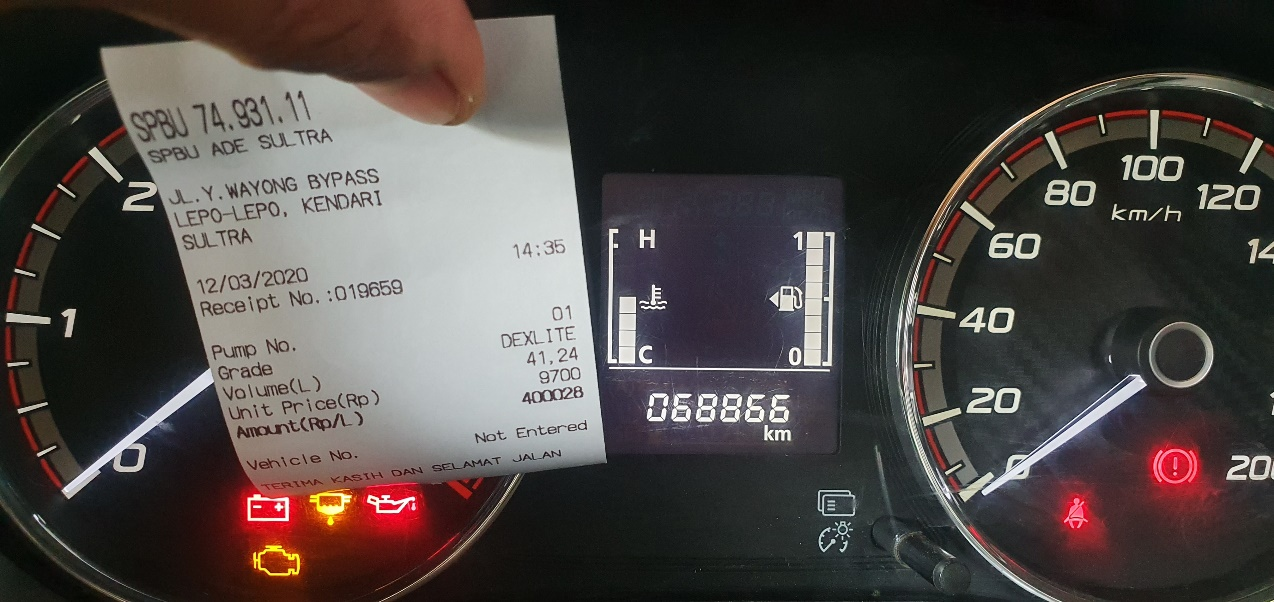 SPBU 74.931.11
SPBU ADE SULTRA
JL.Y.WAYONG BYPASS
LEPO-LEPO, KENDARI
SULTRA
12/03/2020 14:35
Receipt No.:019659
Pump No. 01
Grade DEXLITE
Volume(L) 41,24
Unit Price(Rp) 9700
Amount(Rp/L) 400028
Vehicle No. Not Entered
TERIMA KASIH DAN SELAMAT JALAN
2
1
0
H 1
C 0
068866
km
100
80 120
km/h
60 14
40
20
0 200